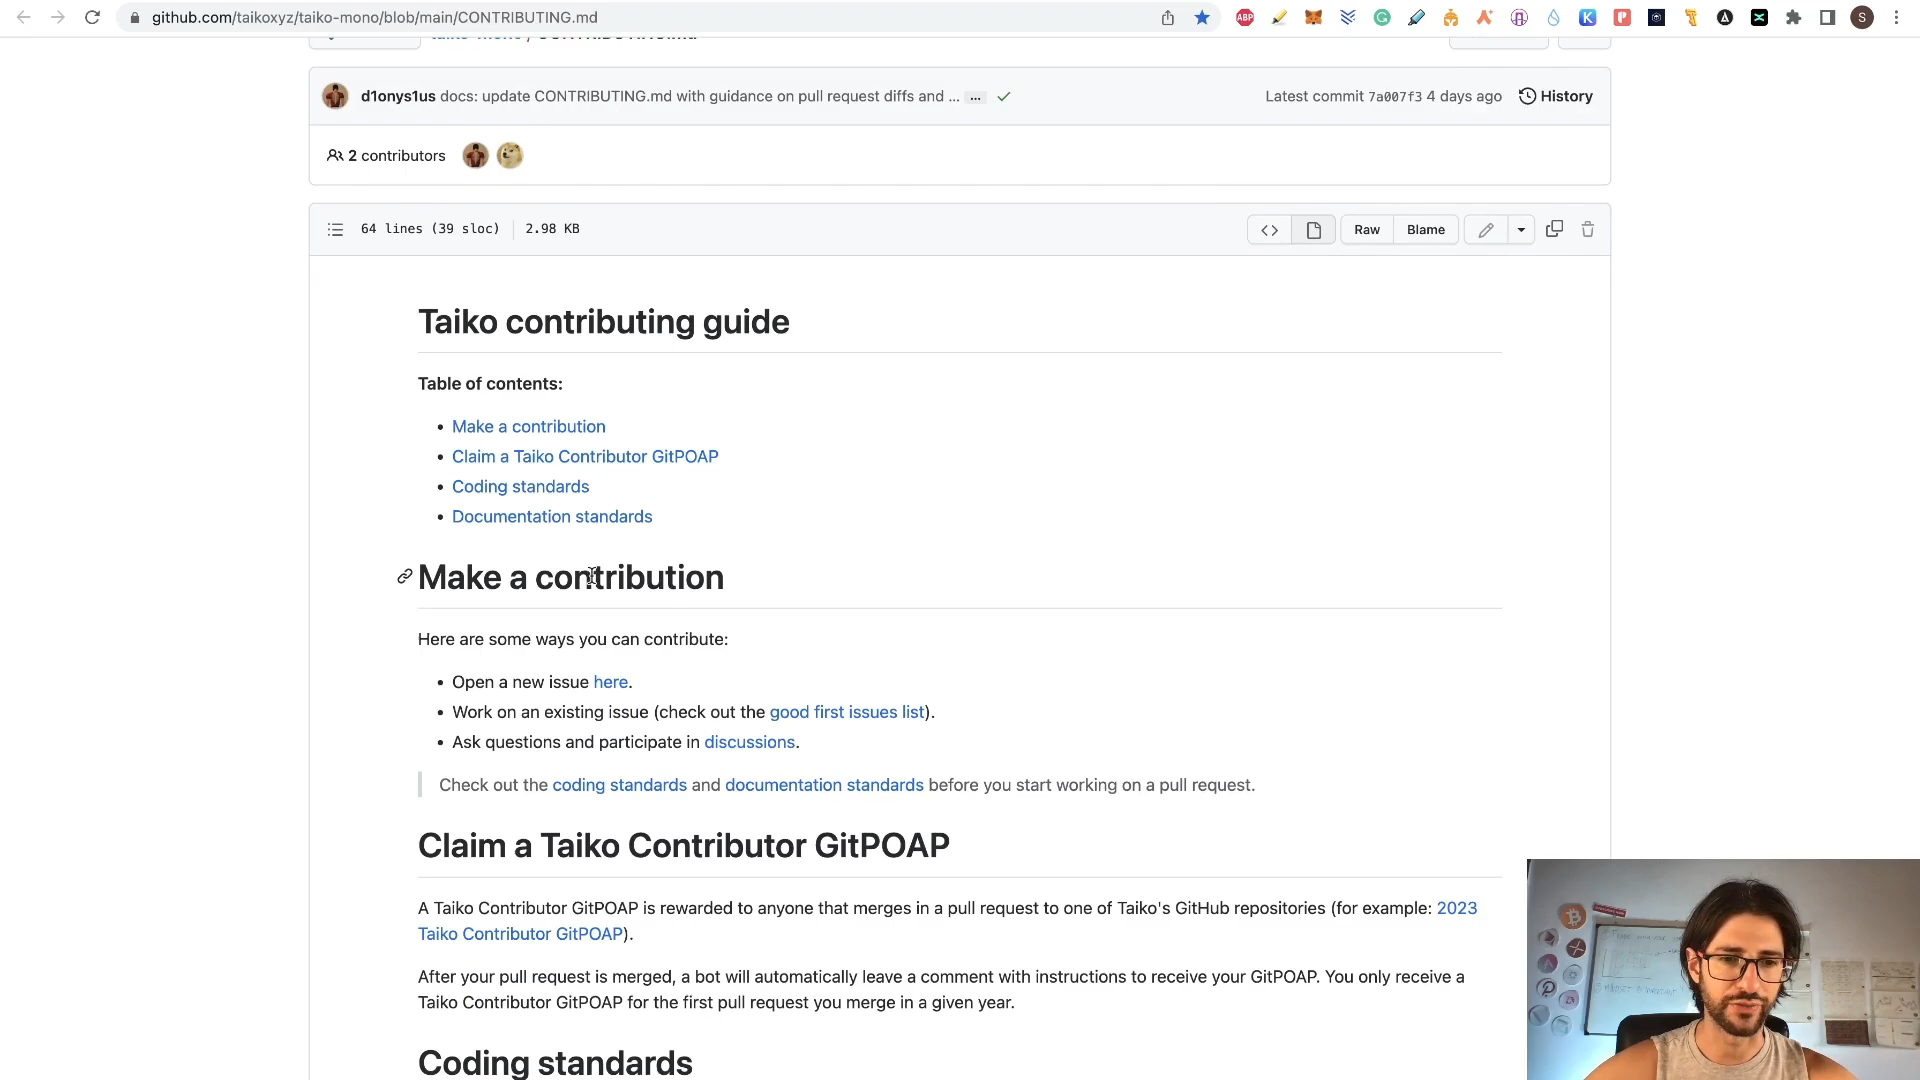 github.com/taikoxyz/taiko-mono/blob/main/CONTRIBUTING.md
ABP
S
d1onys1us docs: update CONTRIBUTING.md with guidance on pull request diffs and ... ... Latest commit 7a007f3 4 days ago History
2 contributors
64 lines (39 sloc) 2.98 KB Raw Blame
Taiko contributing guide
Table of contents:
• Make a contribution
• Claim a Taiko Contributor GitPOAP
• Coding standards
• Documentation standards
Make a contribution
Here are some ways you can contribute:
• Open a new issue here.
• Work on an existing issue (check out the good first issues list).
• Ask questions and participate in discussions.
Check out the coding standards and documentation standards before you start working on a pull request.
Claim a Taiko Contributor GitPOAP
A Taiko Contributor GitPOAP is rewarded to anyone that merges in a pull request to one of Taiko's GitHub repositories (for example: 2023
Taiko Contributor GitPOAP).
After your pull request is merged, a bot will automatically leave a comment with instructions to receive your GitPOAP. You only receive a
Taiko Contributor GitPOAP for the first pull request you merge in a given year.
Coding standards